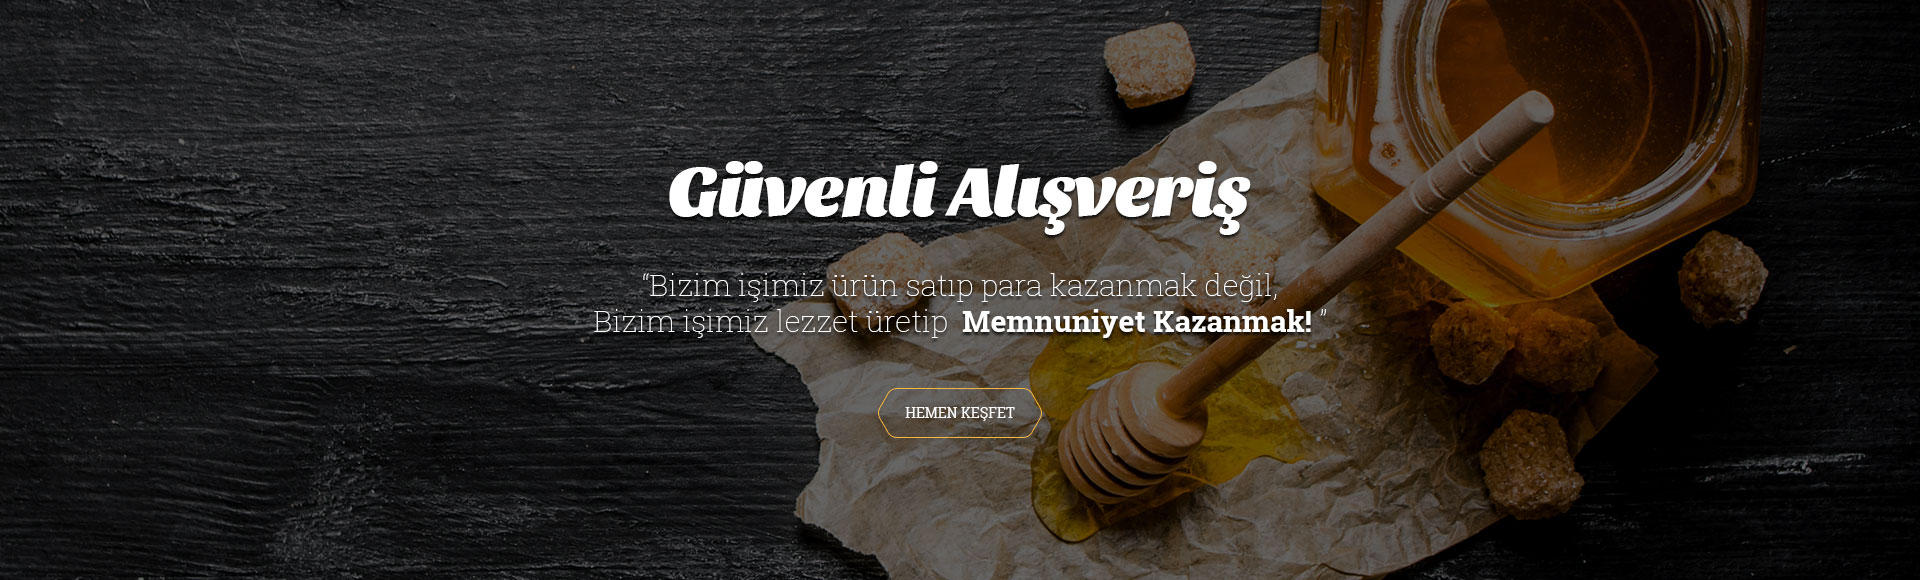 Güvenli Alışveriş
“Bizim işimiz ürün satıp para kazanmak değil,
Bizim işimiz lezzet üretip Memnuniyet Kazanmak! ”
HEMEN KEŞFET